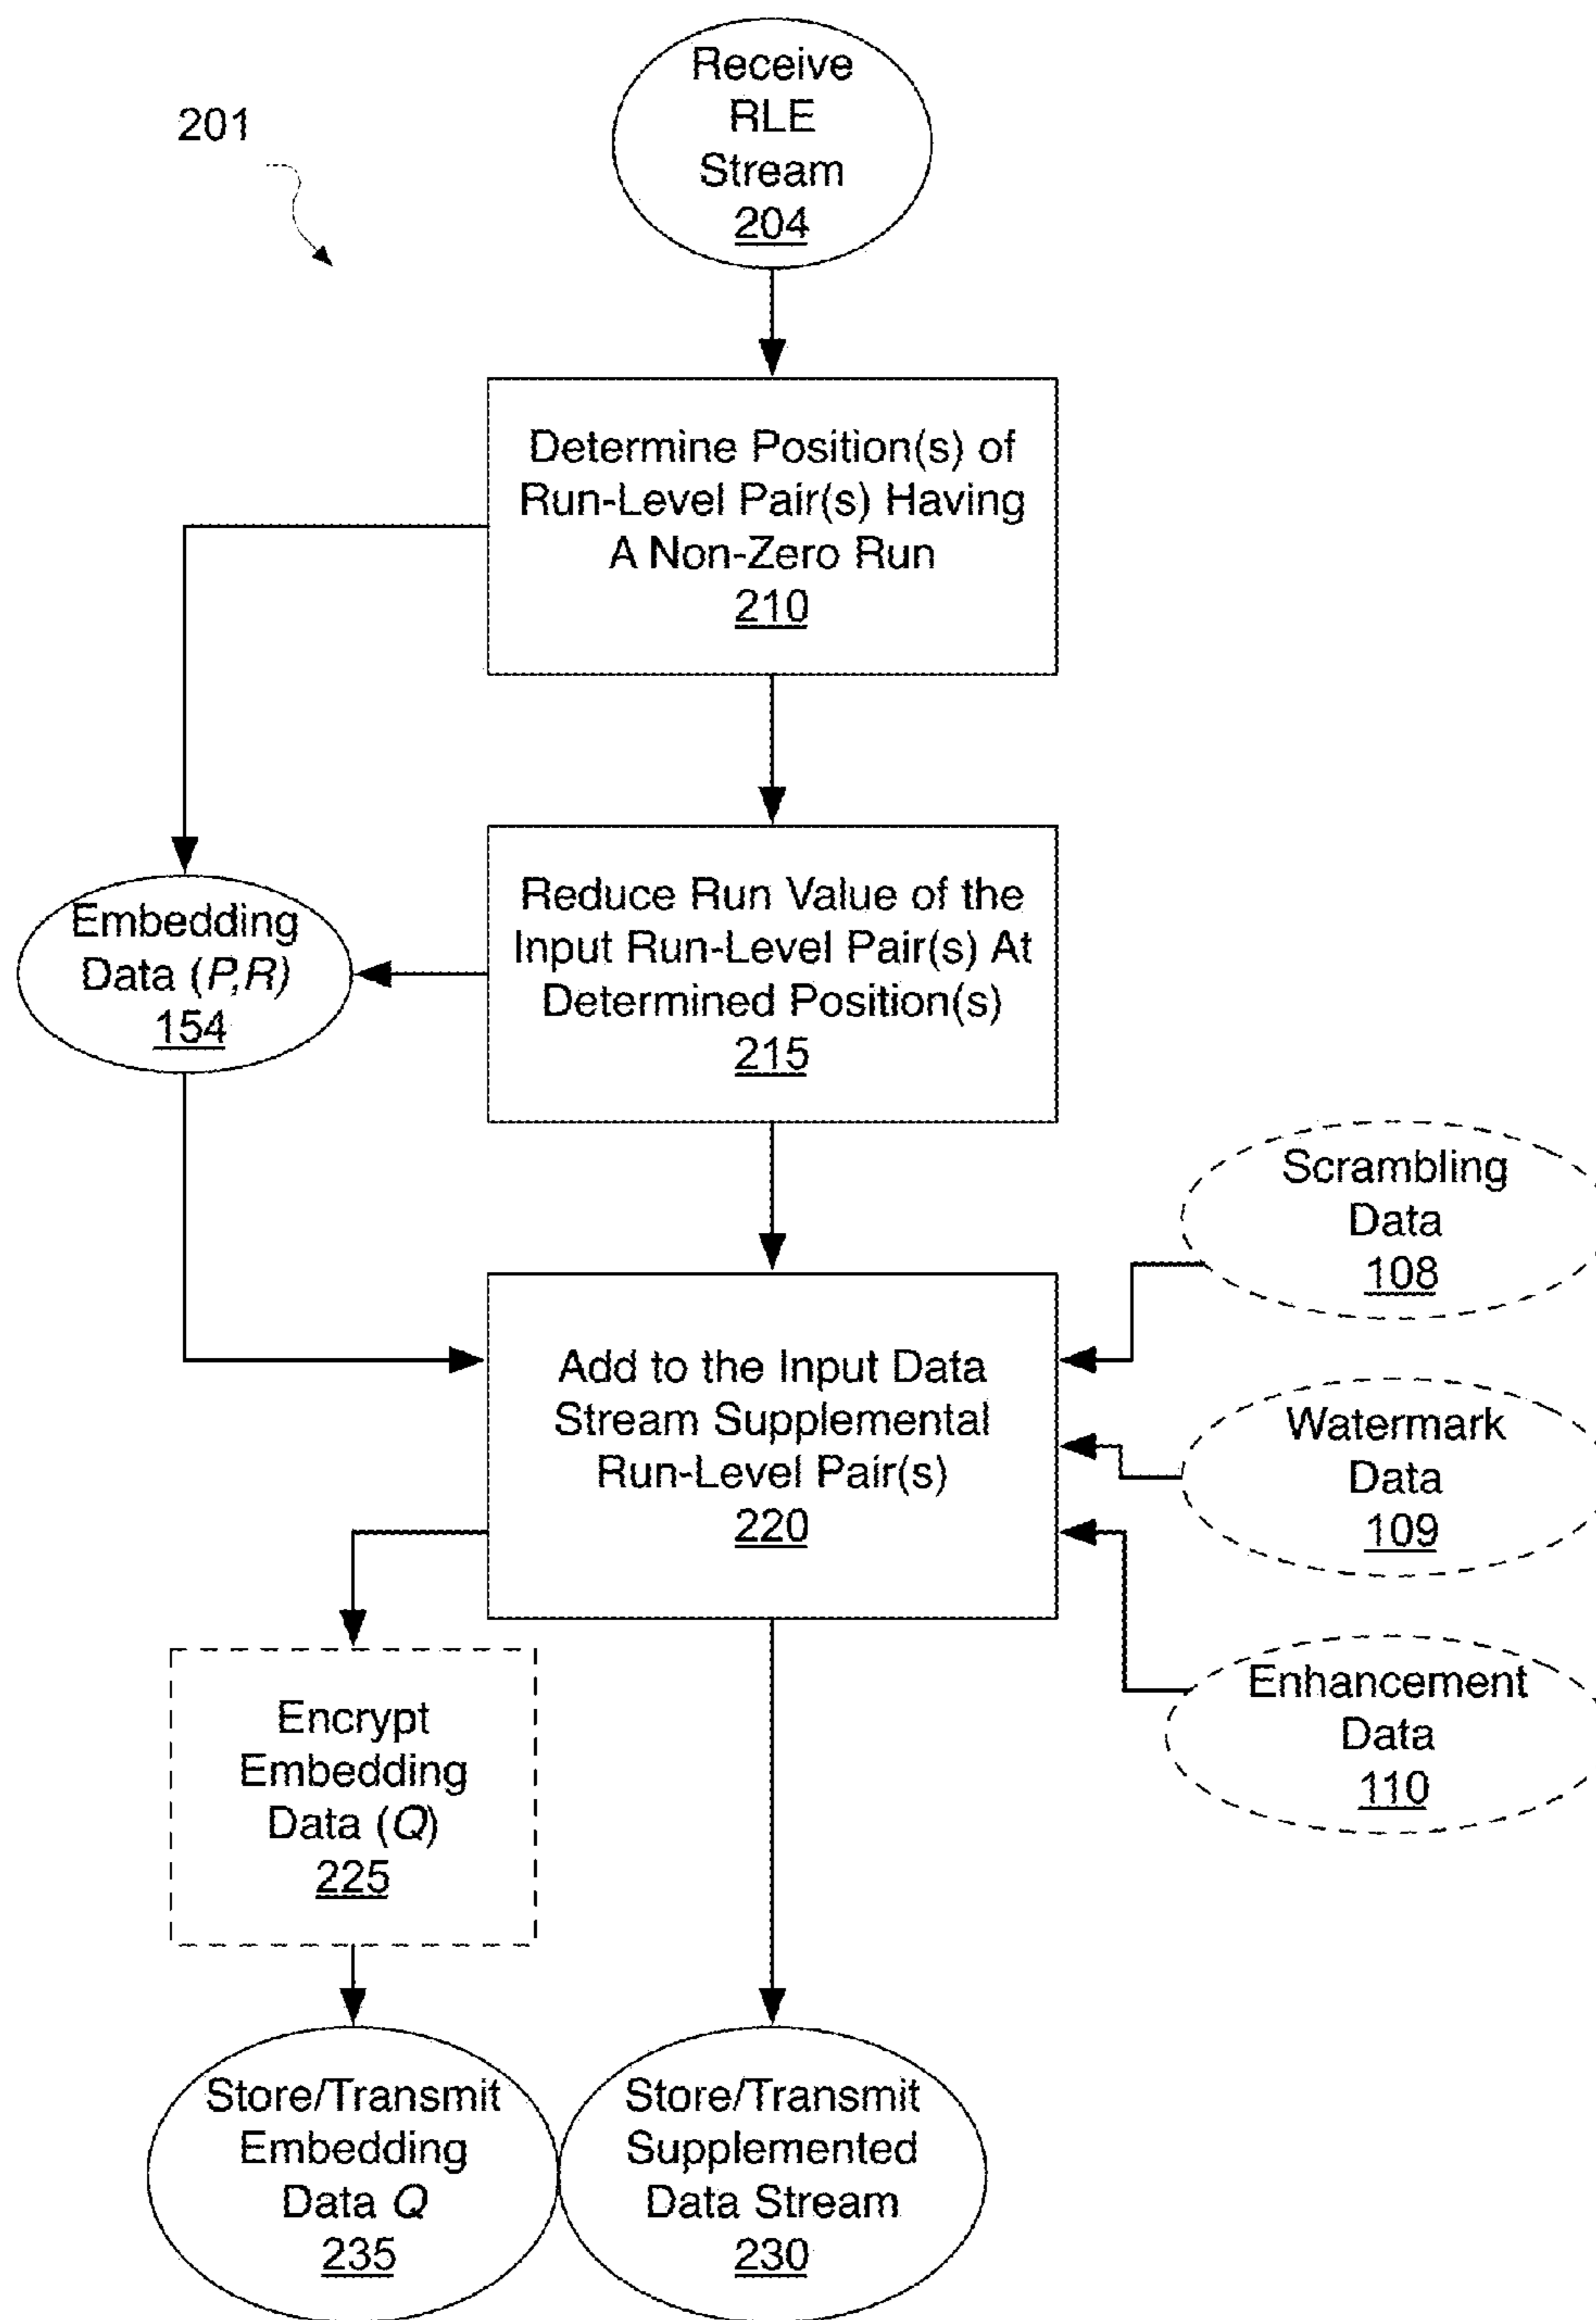 201
Receive
RLE
Stream
204
Determine Position(s) of
Run-Level Pair(s) Having
A Non-Zero Run
210
Embedding
Data (P,R)
154
Reduce Run Value of the
Input Run-Level Pair(s) At
Determined Position(s)
215
Scrambling
Data
108
Add to the Input Data
Stream Supplemental
Run-Level Pair(s)
220
Watermark
Data
109
Enhancement
Data
110
Encrypt
Embedding
Data (Q)
225
Store/Transmit
Embedding
Data Q
235
Store/Transmit
Supplemented
Data Stream
230